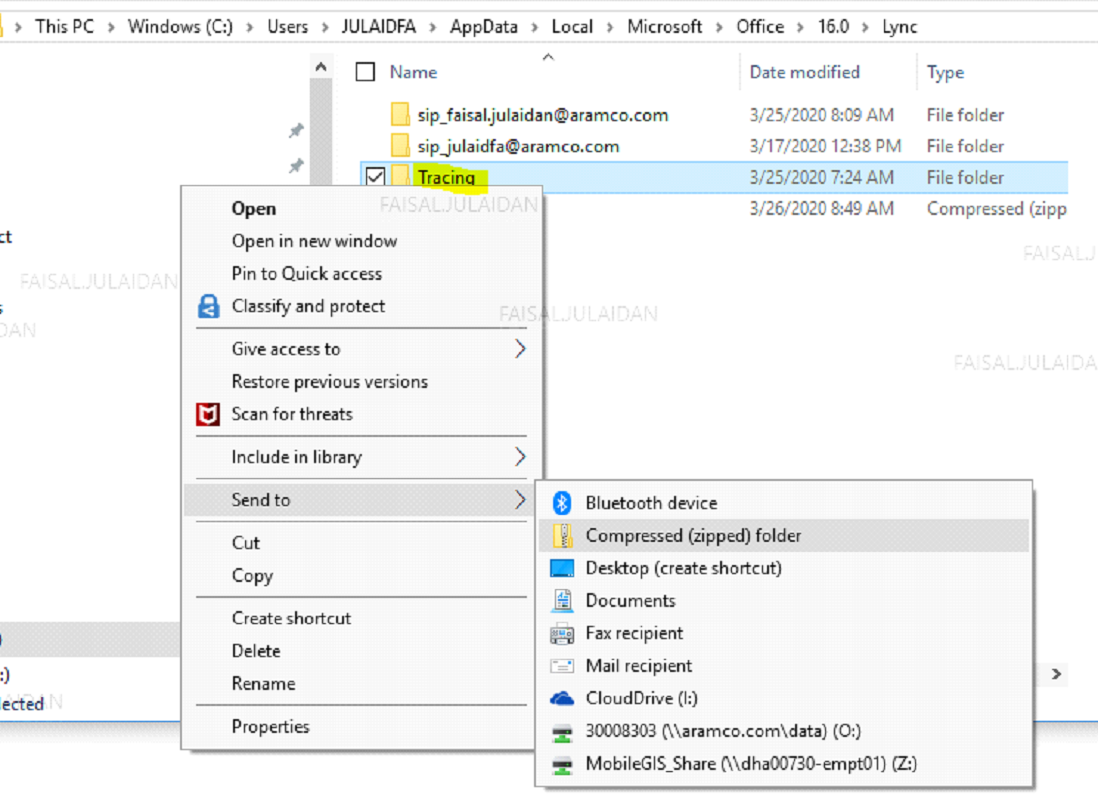 This PC > Windows (C:) > Users > JULAIDFA > AppData > Local > Microsoft > Office > 16.0 > Lync
Name Date modified Type
sip_faisal.julaidan@aramco.com 3/25/2020 8:09 AM File folder
sip_julaidfa@aramco.com 3/17/2020 12:38 PM File folder
Tracing 3/25/2020 7:24 AM File folder
3/26/2020 8:49 AM Compressed (zipp
FAISAL.JULAIDAN
Open
ct
Open in new window
FAISAL.J
Pin to Quick access
FAISAL.JULAIDAN
Classify and protect
FAISAL.JULAIDAN
DAN
Give access to
FAISAL.JULAIDA
Restore previous versions
Scan for threats
Include in library
Send to
Cut
Copy
Create shortcut
Delete
Rename
Properties
Bluetooth device
Compressed (zipped) folder
Desktop (create shortcut)
Documents
Fax recipient
Mail recipient
CloudDrive (I:)
30008303 (\\aramco.com\data) (O:)
MobileGIS_Share (\\dha00730-empt01) (Z:)
:)
lected